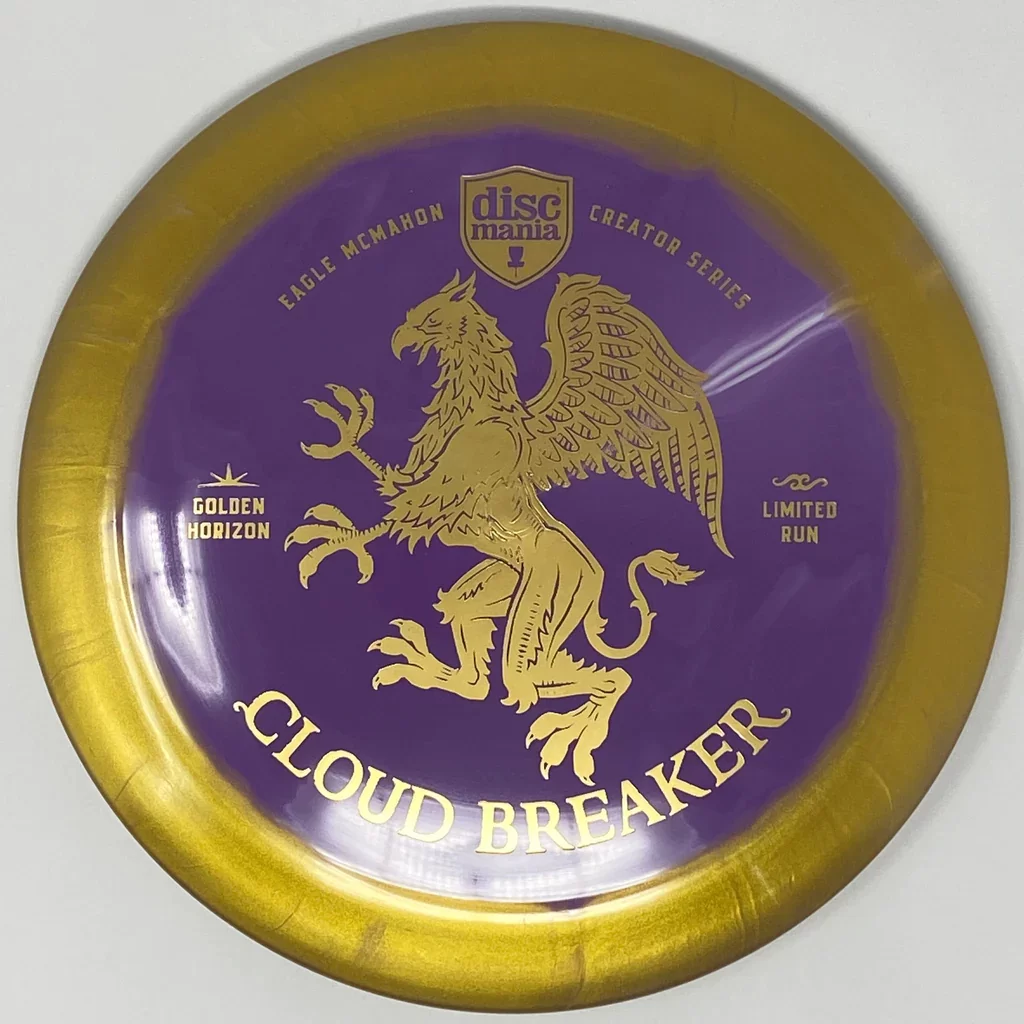 disc
mania
EAGLE MCMAHON
CREATOR SERIES
GOLDEN
HORIZON
LIMITED
RUN
CLOUD BREAKER